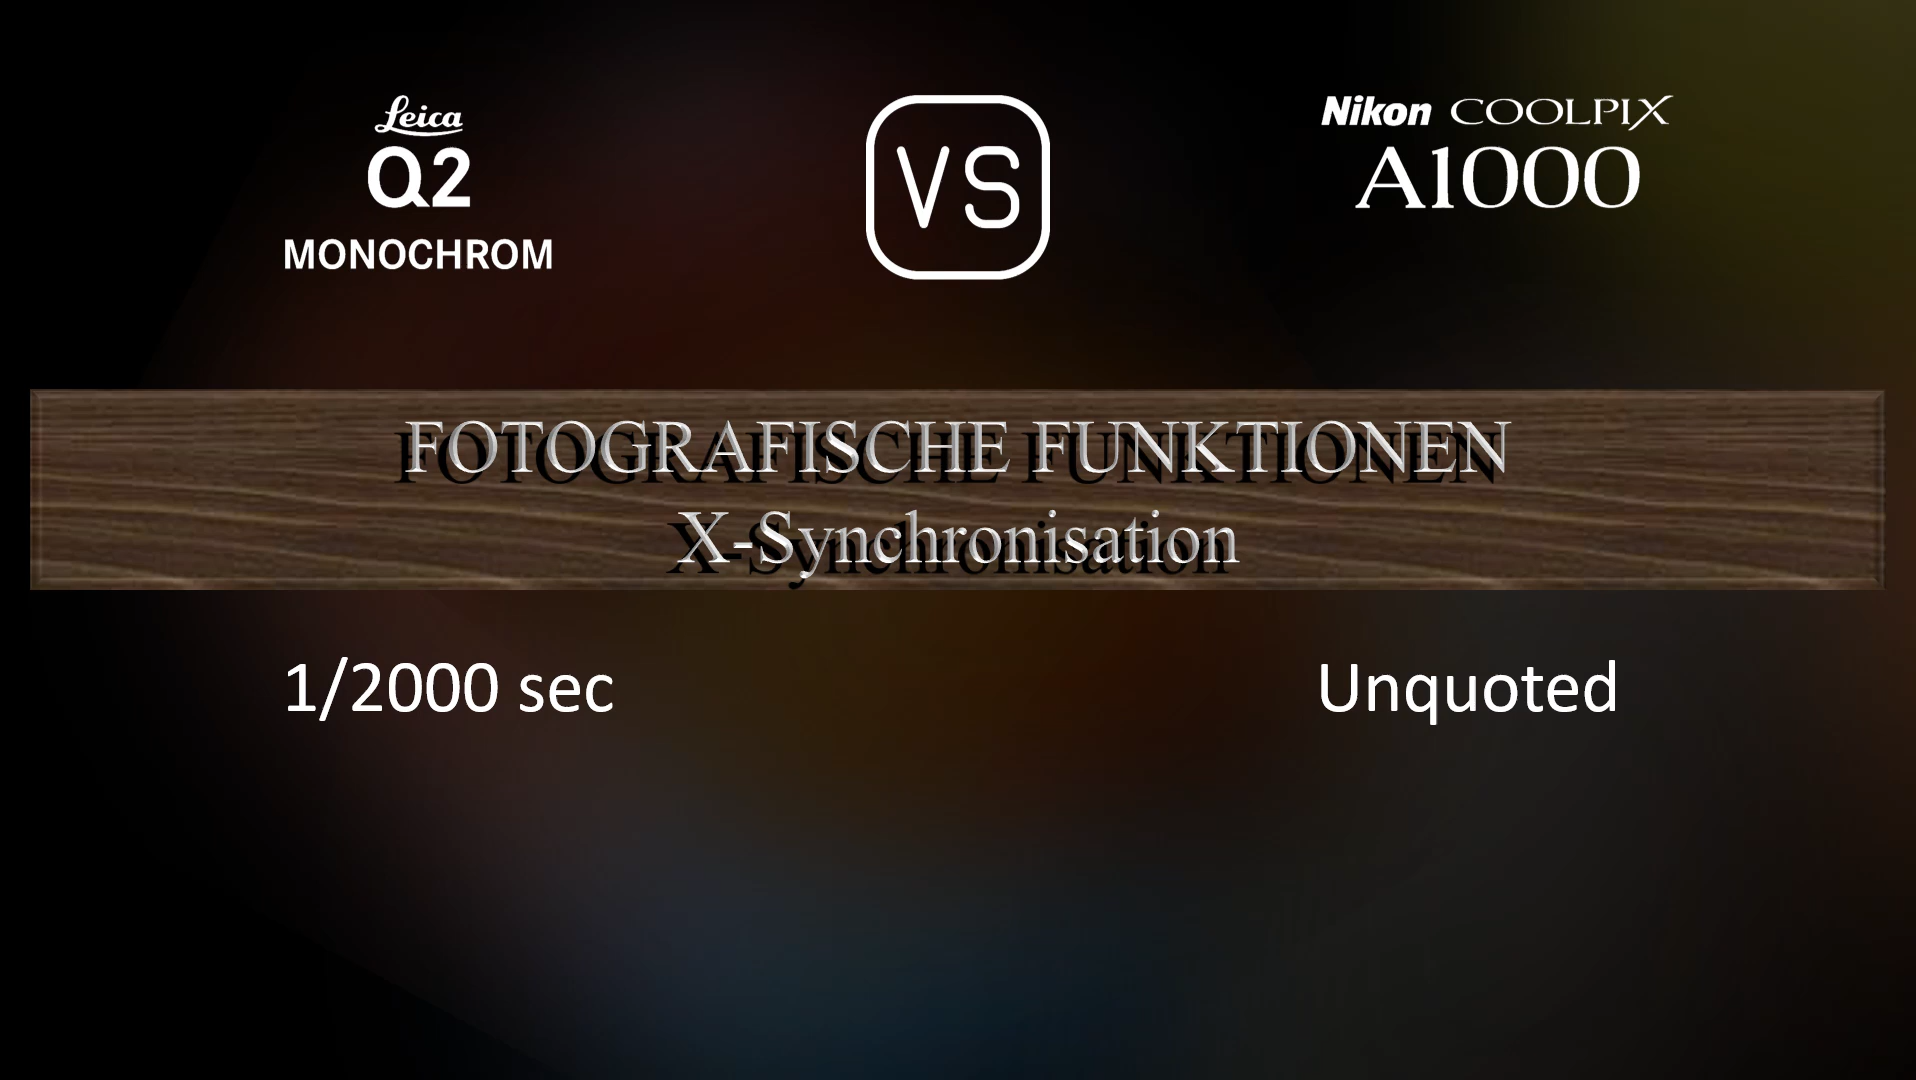 Leica
Q2
MONOCHROM
VS
Nikon COOLPIX
A1000
FOTOGRAFISCHE FUNKTIONEN
X-Synchronisation
1/2000 sec
Unquoted